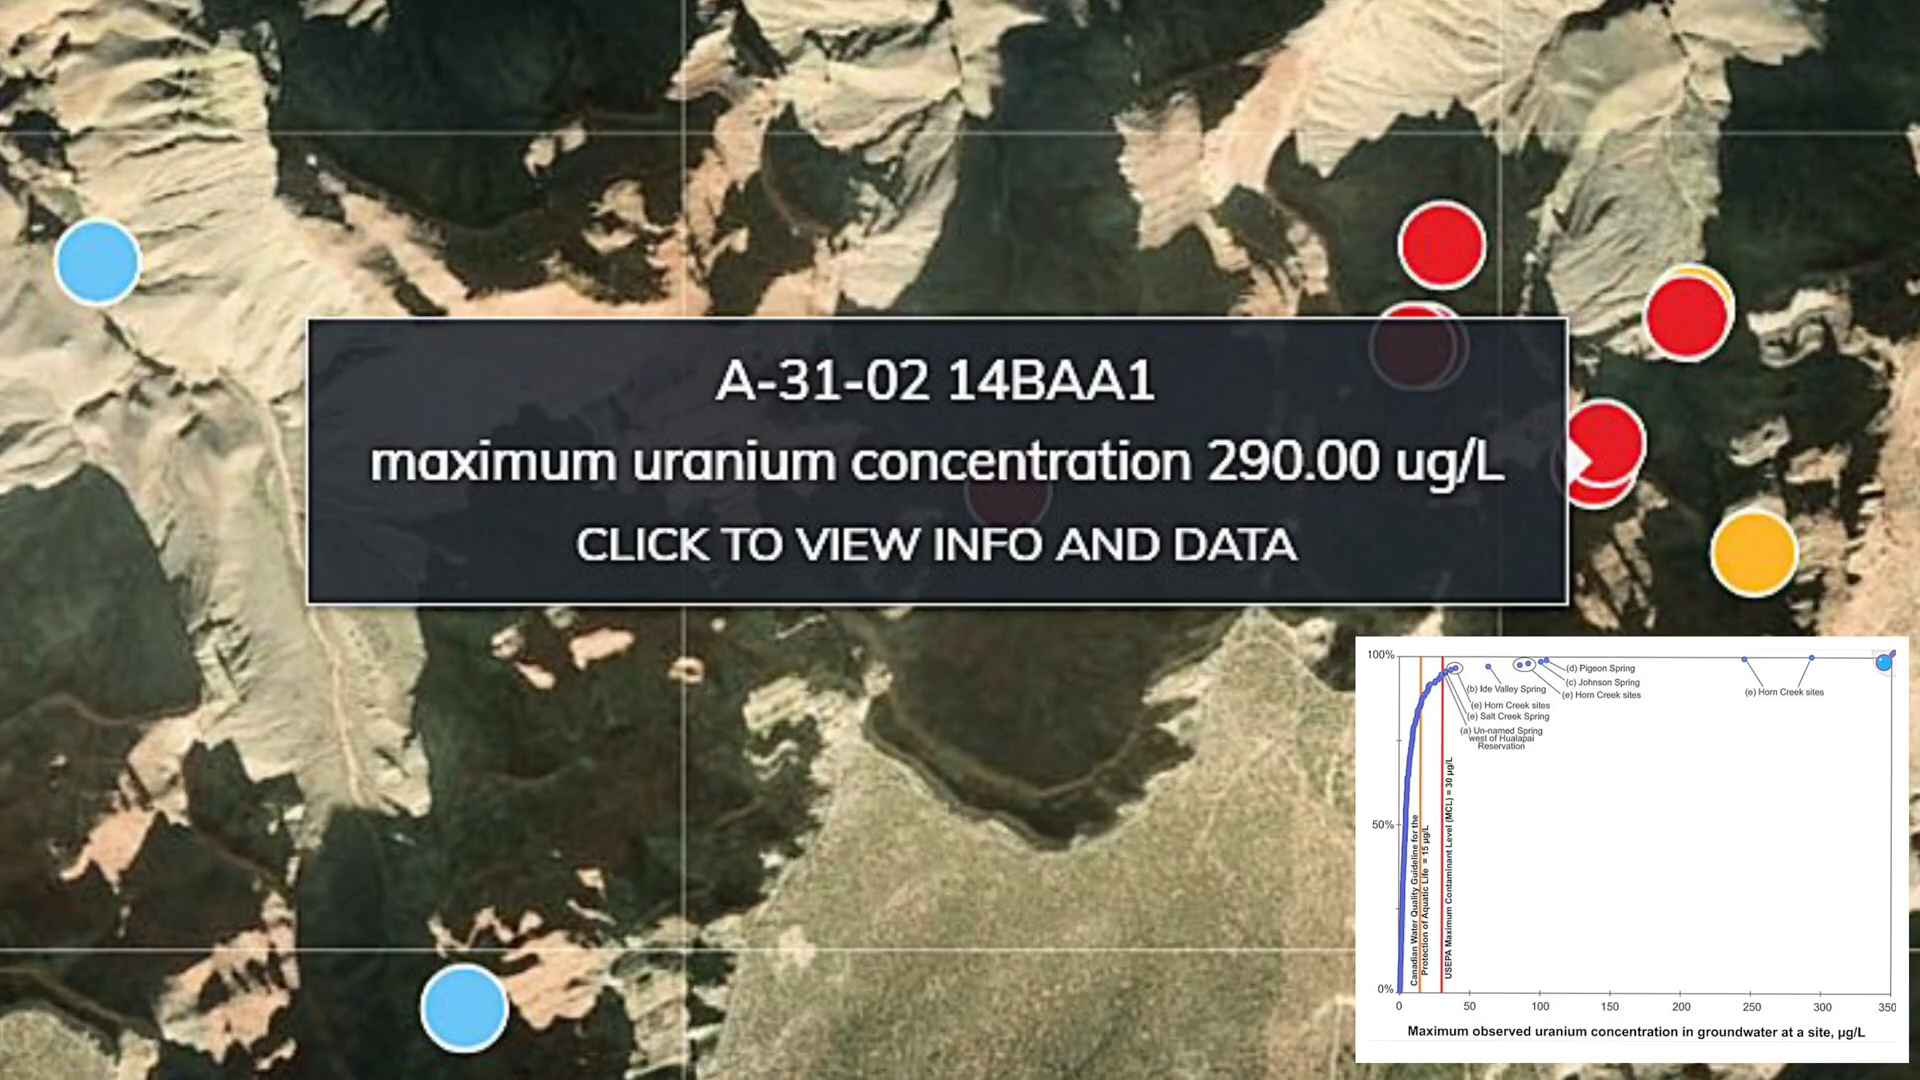 A-31-02 14BAA1
maximum uranium concentration 290.00 ug/L
CLICK TO VIEW INFO AND DATA
100%
50%
0%
Canadian Water Quality Guideline for the
Protection of Aquatic Life = 15 µg/L
USEPA Maximum Contaminant Level (MCL) = 30 µg/L
(d) Pigeon Spring
(c) Johnson Spring
(e) Horn Creek sites
(b) Ide Valley Spring
(e) Horn Creek sites
(e) Salt Creek Spring
(a) Un-named Spring
west of Hualapai
Reservation
(e) Horn Creek sites
0 50 100 150 200 250 300 350
Maximum observed uranium concentration in groundwater at a site, µg/L